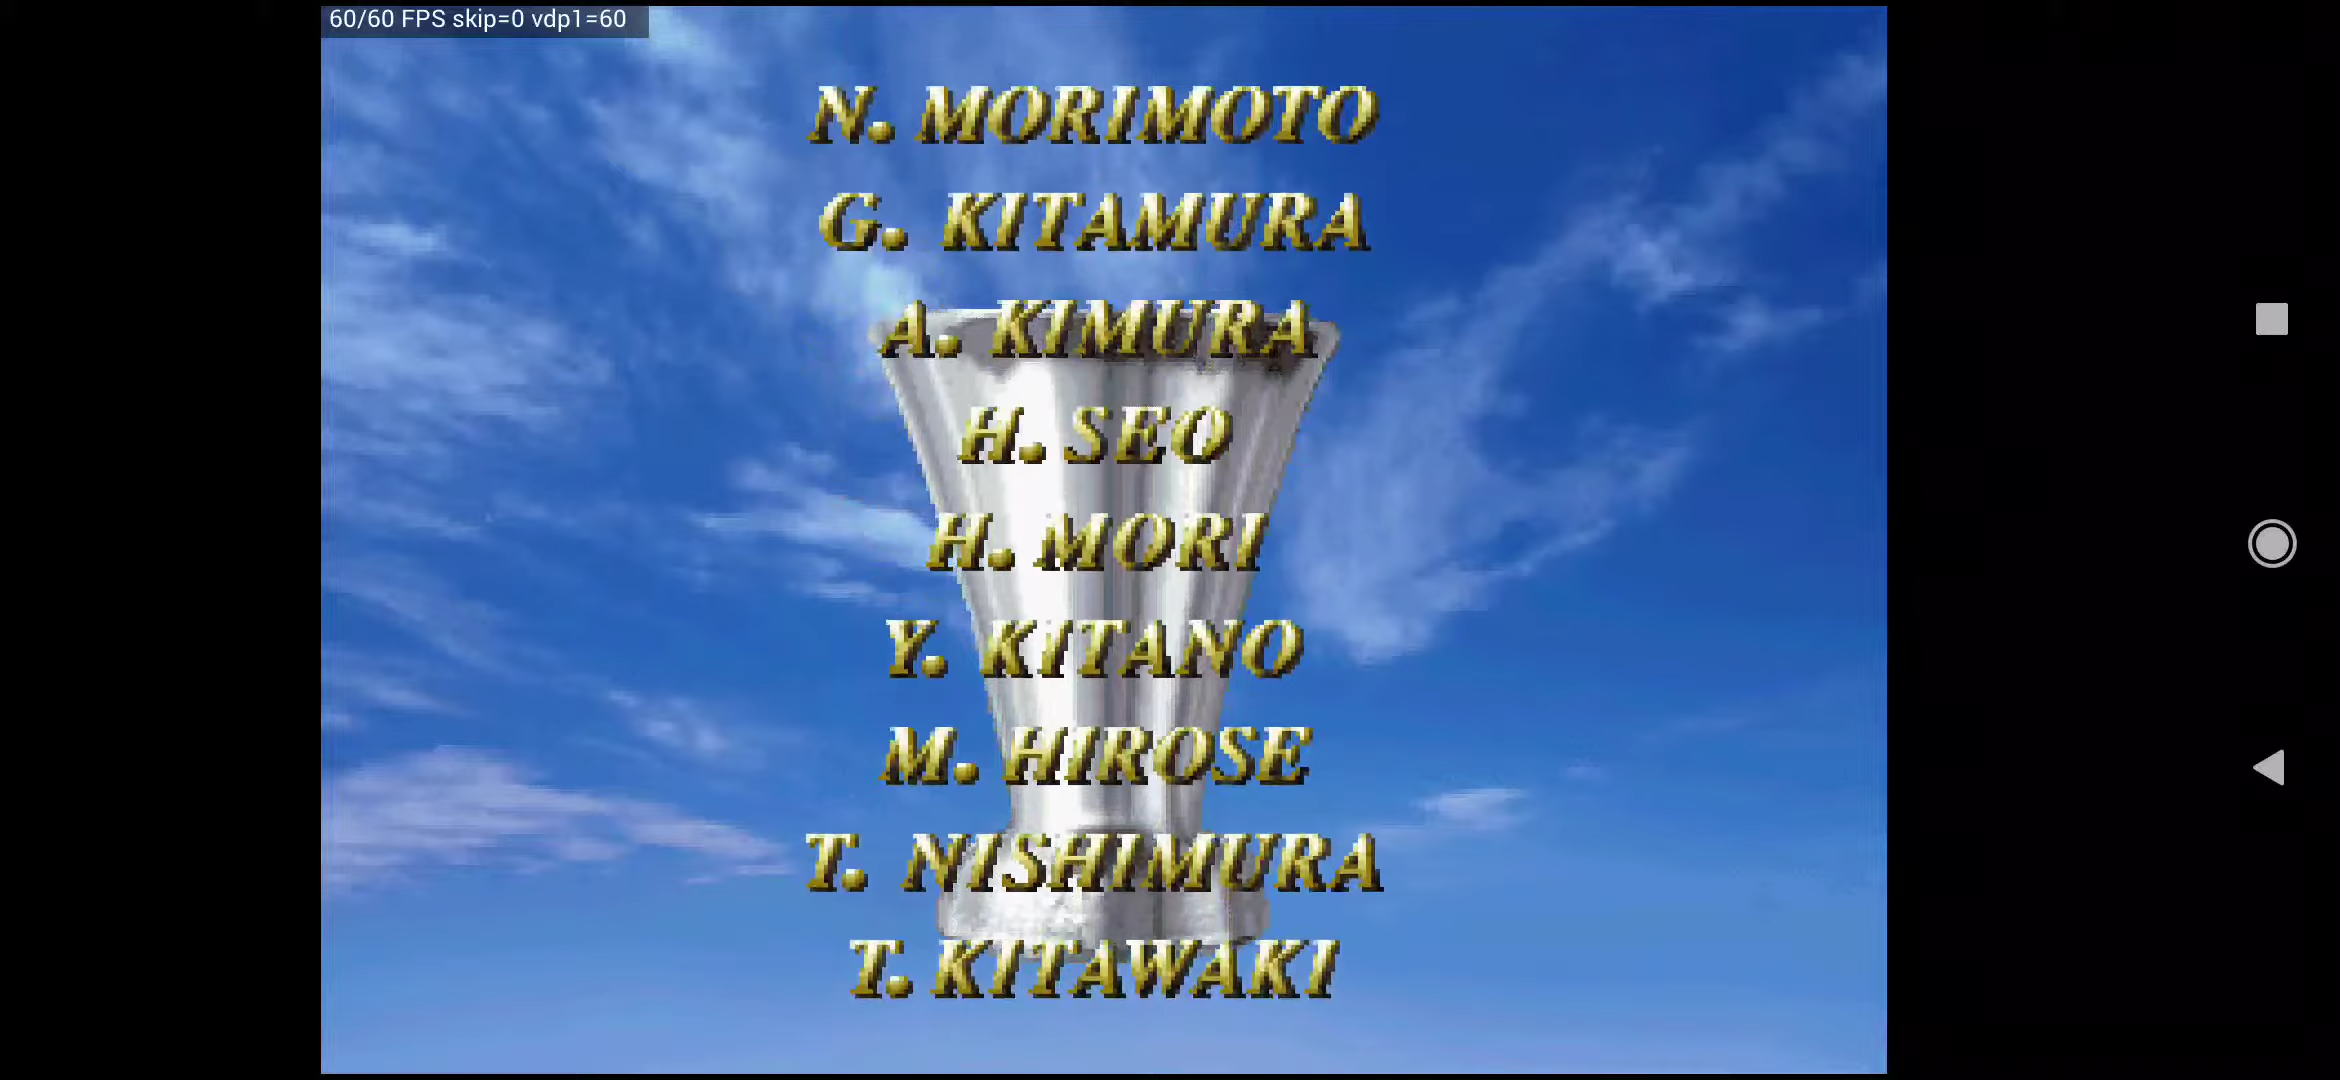 60/60 FPS skip=0 vdp1=60
N. MORIMOTO
G. KITAMURA
A. KIMURA
H. SEO
H. MORI
Y. KITANO
M. HIROSE
T. NISHIMURA
T. KITAWAKI